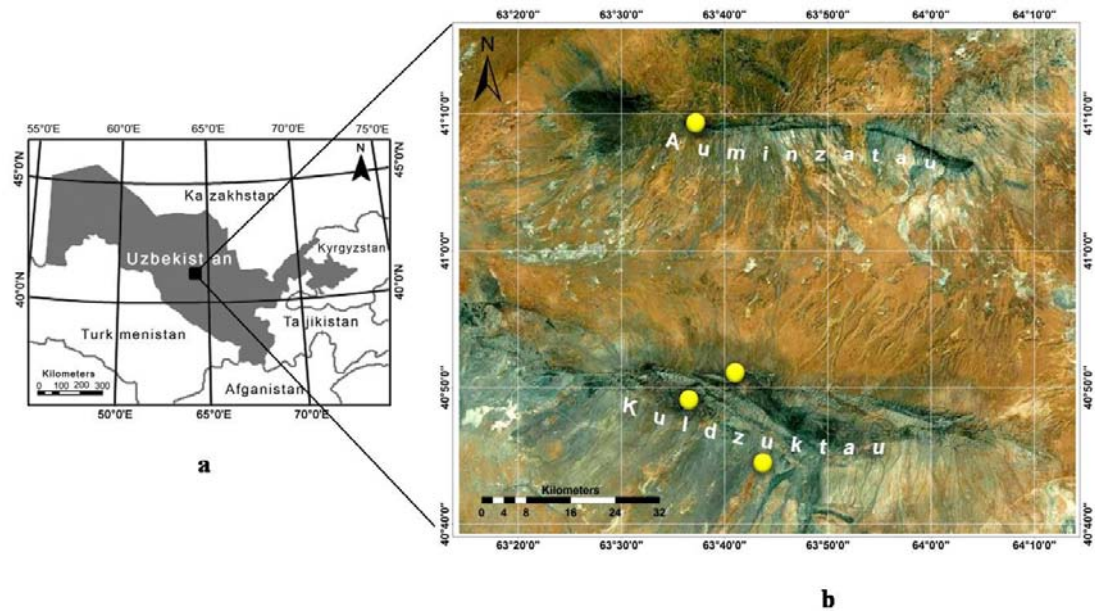 55°0'E 60°0'E 65°0'E 70°0'E 75°0'E
45°0'N
45°0'N
N
Kazakhstan
Kyrgyzstan
Uzbekistan
40°0'N
40°0'N
Turkmenistan
Tajikistan
Afganistan
Kilometers
0 100 200 300
50°0'E 65°0'E 70°0'E
a
63°20'0" 63°30'0" 63°40'0" 63°50'0" 64°0'0" 64°10'0"
N
41°10'0"
41°10'0"
Auminzatau
41°0'0"
41°0'0"
40°50'0"
40°50'0"
Kuldzuktau
Kilometers
0 2 4 8 16 24 32
40°40'0"
40°40'0"
63°20'0" 63°30'0" 63°40'0" 63°50'0" 64°0'0" 64°10'0"
b